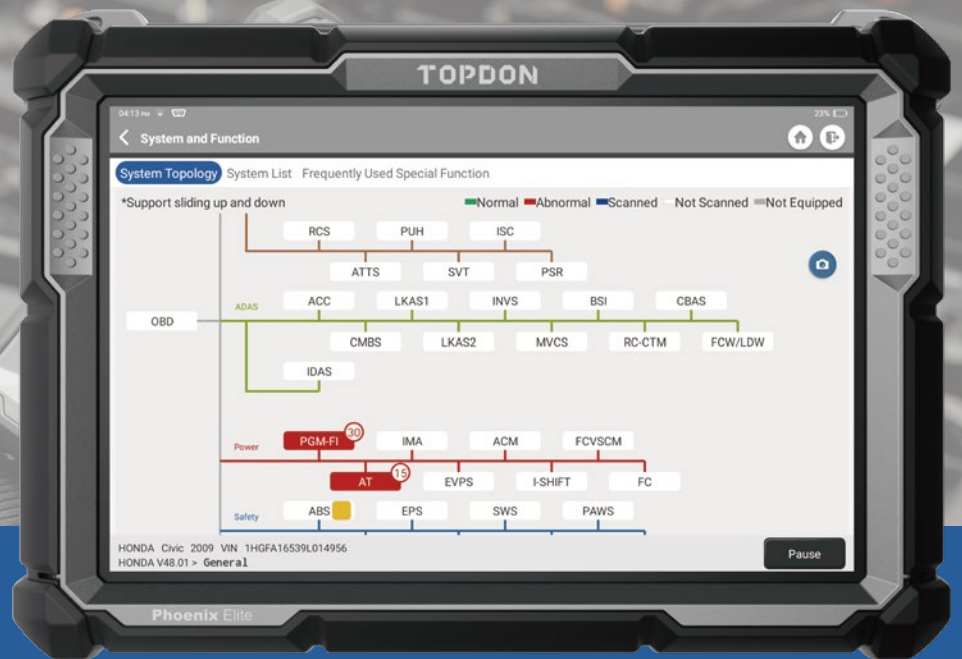 TOPDON
04:13 PM 23%
System and Function
System Topology System List Frequently Used Special Function
*Support sliding up and down Normal Abnormal Scanned Not Scanned Not Equipped
RCS PUH ISC
ATTS SVT PSR
ADAS ACC LKAS1 INVS BSI CBAS
OBD
CMBS LKAS2 MVCS RC-CTM FCW/LDW
IDAS
Power PGM-FI 30 IMA ACM FCVSCM
AT 15 EVPS I-SHIFT FC
Safety ABS EPS SWS PAWS
HONDA Civic 2009 VIN 1HGFA16539L014956
HONDA V48.01 > General
Pause
Phoenix Elite